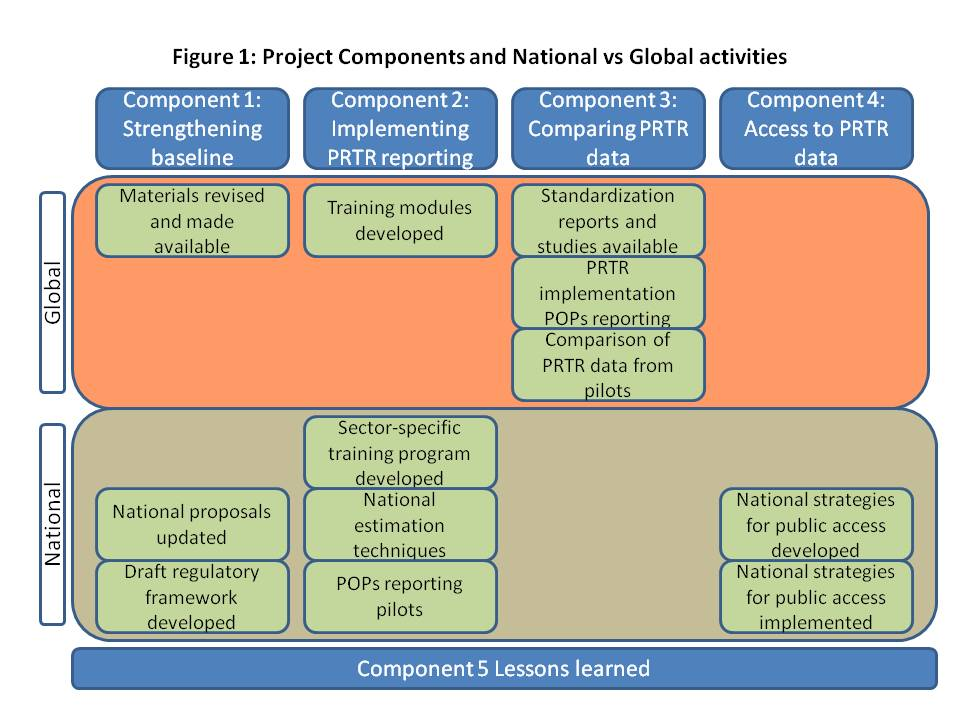 Figure 1: Project Components and National vs Global activities
Component 1:
Strengthening
baseline
Component 2:
Implementing
PRTR reporting
Component 3:
Comparing PRTR
data
Component 4:
Access to PRTR
data
Global
Materials revised
and made
available
Training modules
developed
Standardization
reports and
studies available
PRTR
implementation
POPs reporting
Comparison of
PRTR data from
pilots
National
National proposals
updated
Draft regulatory
framework
developed
Sector-specific
training program
developed
National
estimation
techniques
POPs reporting
pilots
National strategies
for public access
developed
National strategies
for public access
implemented
Component 5 Lessons learned